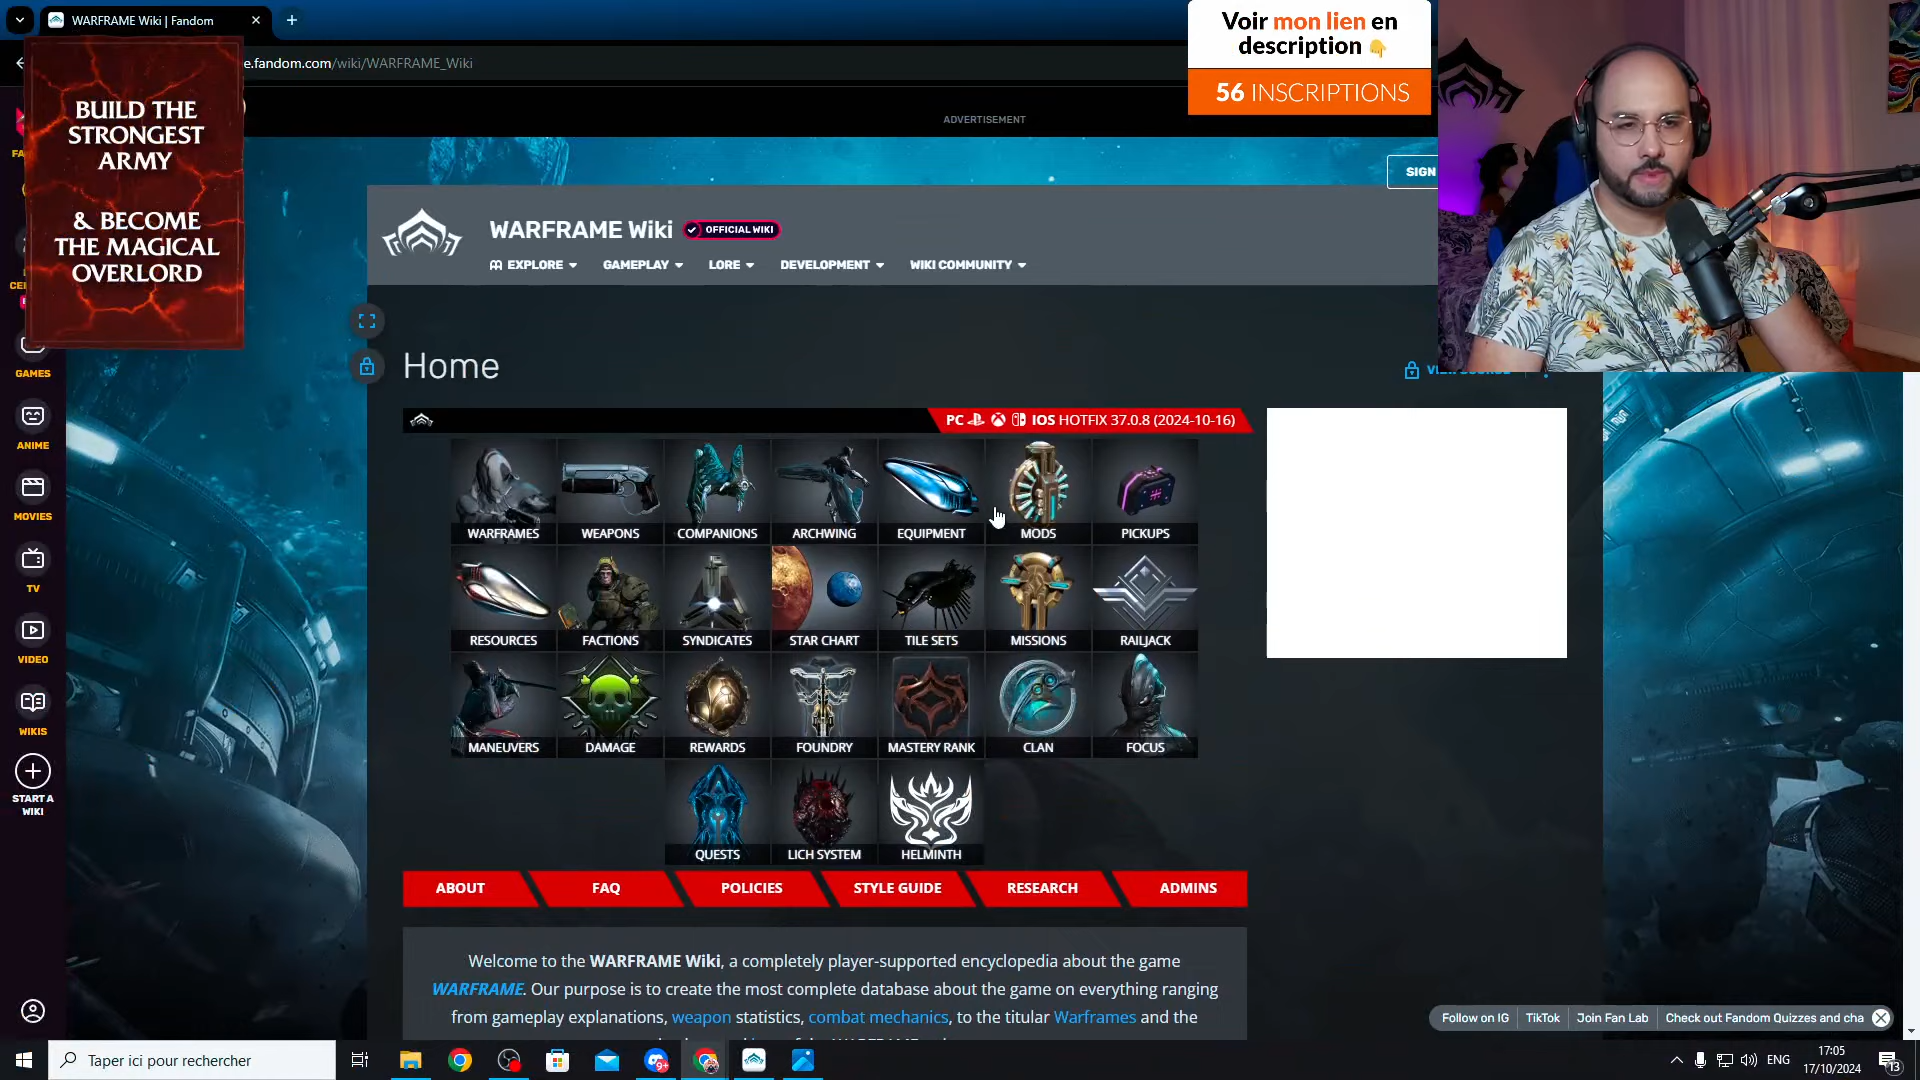 WARFRAME Wiki | Fandom
e.fandom.com/wiki/WARFRAME_Wiki
BUILD THE
STRONGEST
ARMY
& BECOME
THE MAGICAL
OVERLORD
Voir mon lien en
description 👇
56 INSCRIPTIONS
ADVERTISEMENT
SIGN
WARFRAME Wiki
OFFICIAL WIKI
EXPLORE
GAMEPLAY
LORE
DEVELOPMENT
WIKI COMMUNITY
GAMES
ANIME
MOVIES
TV
VIDEO
WIKIS
START A
WIKI
Home
PC IOS HOTFIX 37.0.8 (2024-10-16)
WARFRAMES
WEAPONS
COMPANIONS
ARCHWING
EQUIPMENT
MODS
PICKUPS
RESOURCES
FACTIONS
SYNDICATES
STAR CHART
TILE SETS
MISSIONS
RAILJACK
MANEUVERS
DAMAGE
REWARDS
FOUNDRY
MASTERY RANK
CLAN
FOCUS
QUESTS
LICH SYSTEM
HELMINTH
ABOUT
FAQ
POLICIES
STYLE GUIDE
RESEARCH
ADMINS
Welcome to the WARFRAME Wiki, a completely player-supported encyclopedia about the game
WARFRAME. Our purpose is to create the most complete database about the game on everything ranging
from gameplay explanations, weapon statistics, combat mechanics, to the titular Warframes and the
Follow on IG
TikTok
Join Fan Lab
Check out Fandom Quizzes and cha
Taper ici pour rechercher
9+
ENG
17:05
17/10/2024
13